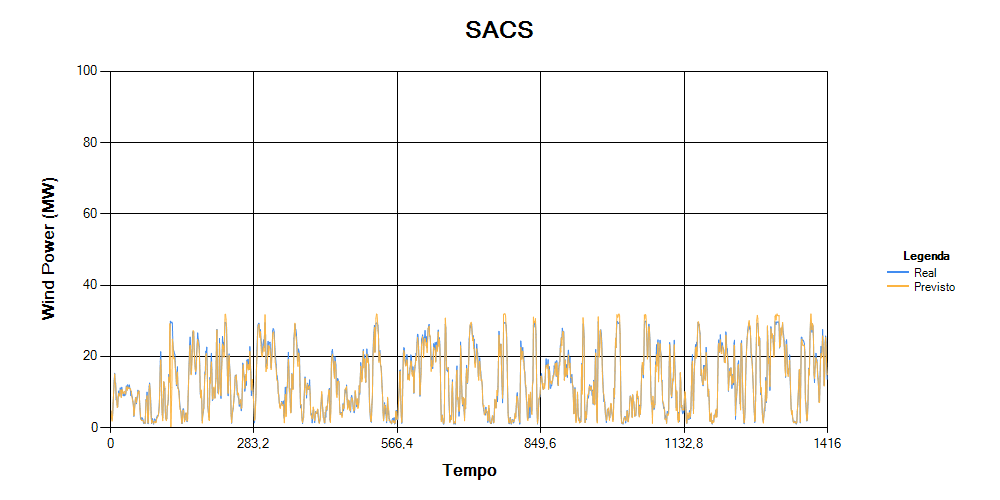 SACS
Wind Power (MW)
100
80
60
40
20
0
0 283,2 566,4 849,6 1132,8 1416
Tempo
Legenda
Real
Previsto